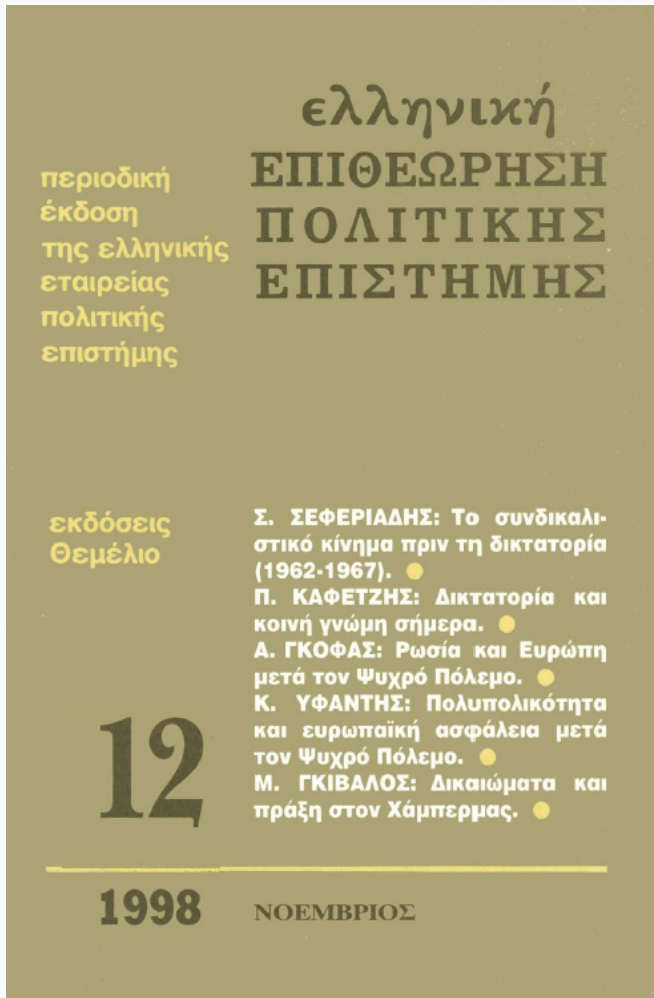 ελληνική
ΕΠΙΘΕΩΡΗΣΗ
ΠΟΛΙΤΙΚΗΣ
ΕΠΙΣΤΗΜΗΣ
περιοδική
έκδοση
της ελληνικής
εταιρείας
πολιτικής
επιστήμης
εκδόσεις
Θεμέλιο
Σ. ΣΕΦΕΡΙΑΔΗΣ: Το συνδικαλι-
στικό κίνημα πριν τη δικτατορία
(1962-1967).
Π. ΚΑΦΕΤΖΗΣ: Δικτατορία και
κοινή γνώμη σήμερα.
Α. ΓΚΟΦΑΣ: Ρωσία και Ευρώπη
μετά τον Ψυχρό Πόλεμο.
Κ. ΥΦΑΝΤΗΣ: Πολυπολικότητα
και ευρωπαϊκή ασφάλεια μετά
τον Ψυχρό Πόλεμο.
Μ. ΓΚΙΒΑΛΟΣ: Δικαιώματα και
πράξη στον Χάμπερμας.
12
1998 ΝΟΕΜΒΡΙΟΣ